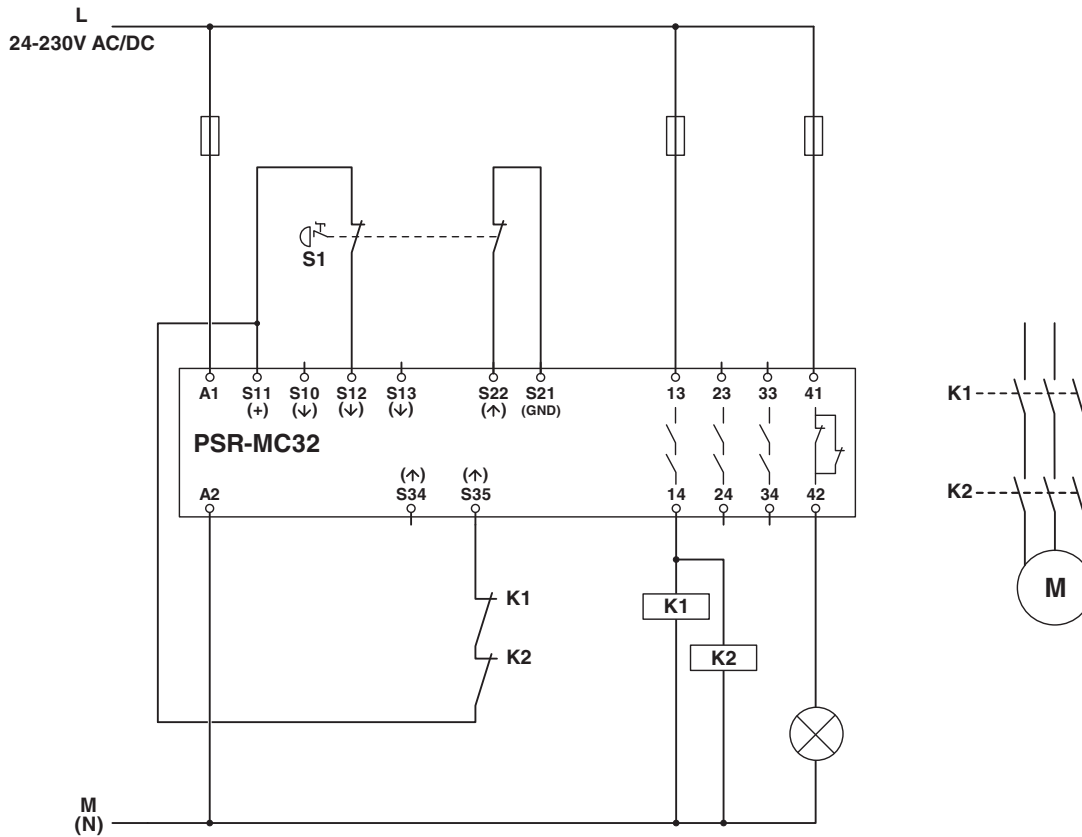 L
24-230V AC/DC
S1
A1 S11 S10 S12 S13 S22 S21 13 23 33 41
(+) (↓) (↓) (↓) (↑) (GND)
PSR-MC32
(↑) (↑)
A2 S34 S35 14 24 34 42
K1
K2
K1
K2
K1
K2
M
M
(N)